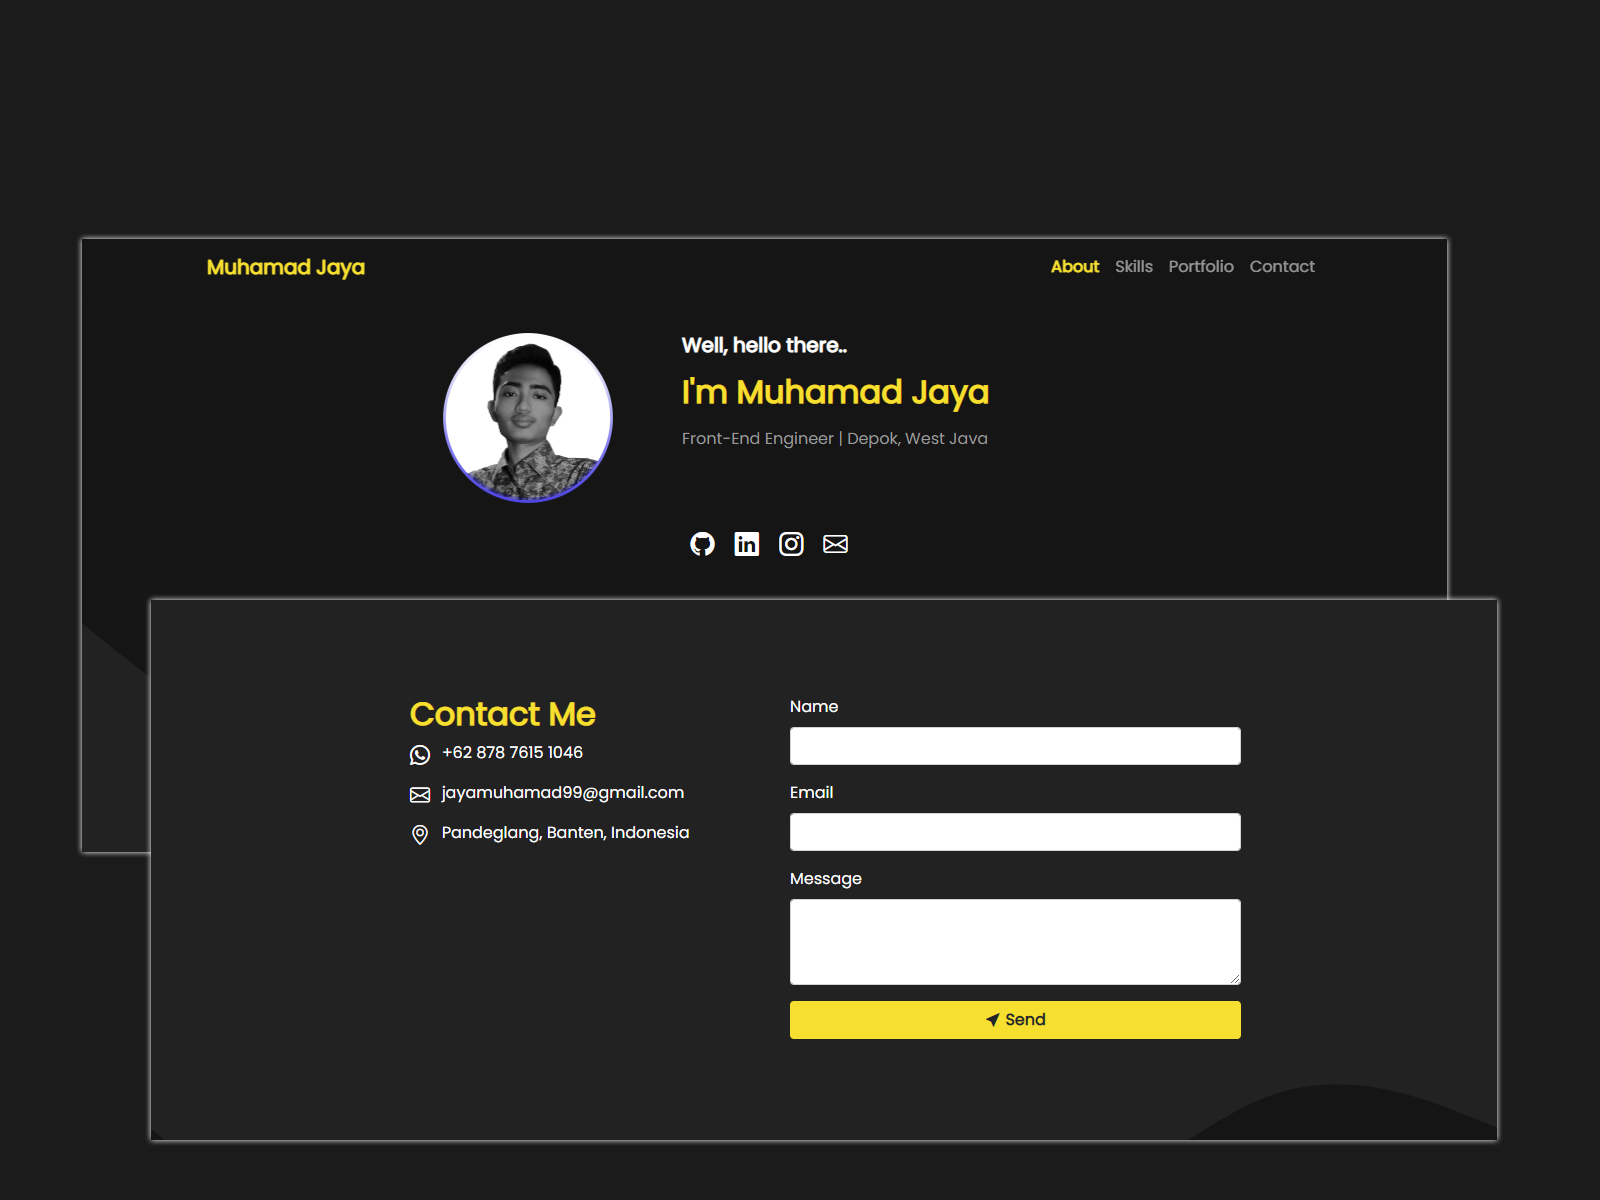 Muhamad Jaya
About Skills Portfolio Contact
Well, hello there..
I'm Muhamad Jaya
Front-End Engineer | Depok, West Java
Contact Me
+62 878 7615 1046
jayamuhamad99@gmail.com
Pandeglang, Banten, Indonesia
Name
Email
Message
Send